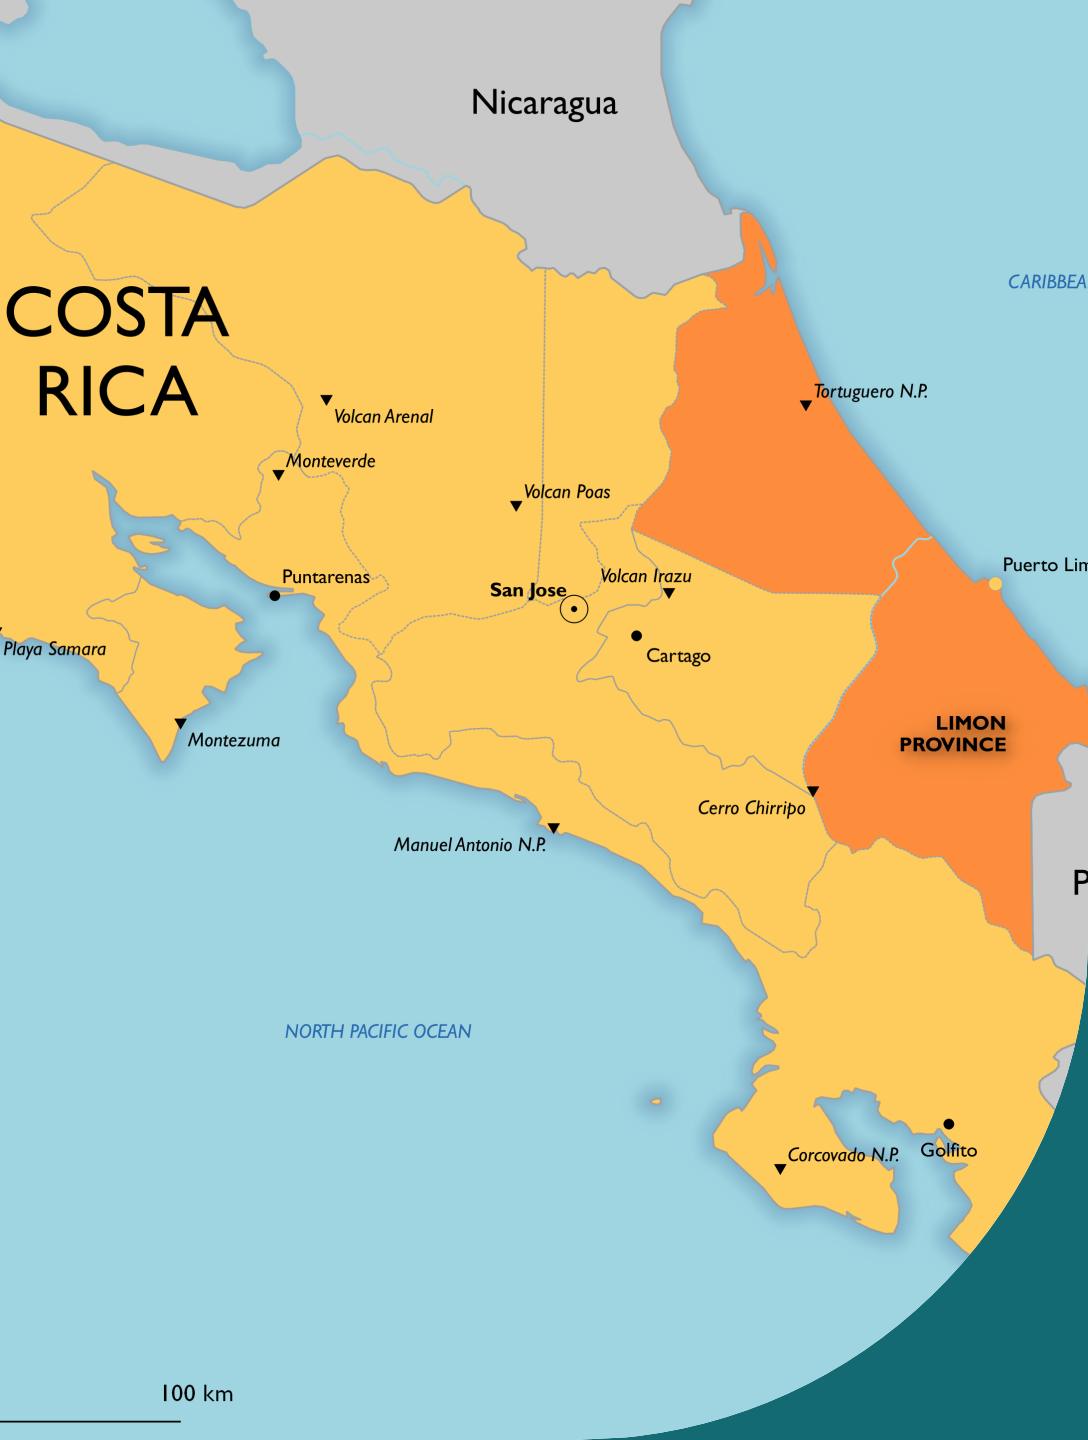 Nicaragua
CARIBBEA
COSTA
RICA
Tortuguero N.P.
Volcan Arenal
Monteverde
Volcan Poas
Puerto Lim
Puntarenas
Volcan Irazu
San Jose
Playa Samara
Cartago
LIMON
PROVINCE
Montezuma
Cerro Chirripo
Manuel Antonio N.P.
P
NORTH PACIFIC OCEAN
Corcovado N.P.
Golfito
100 km